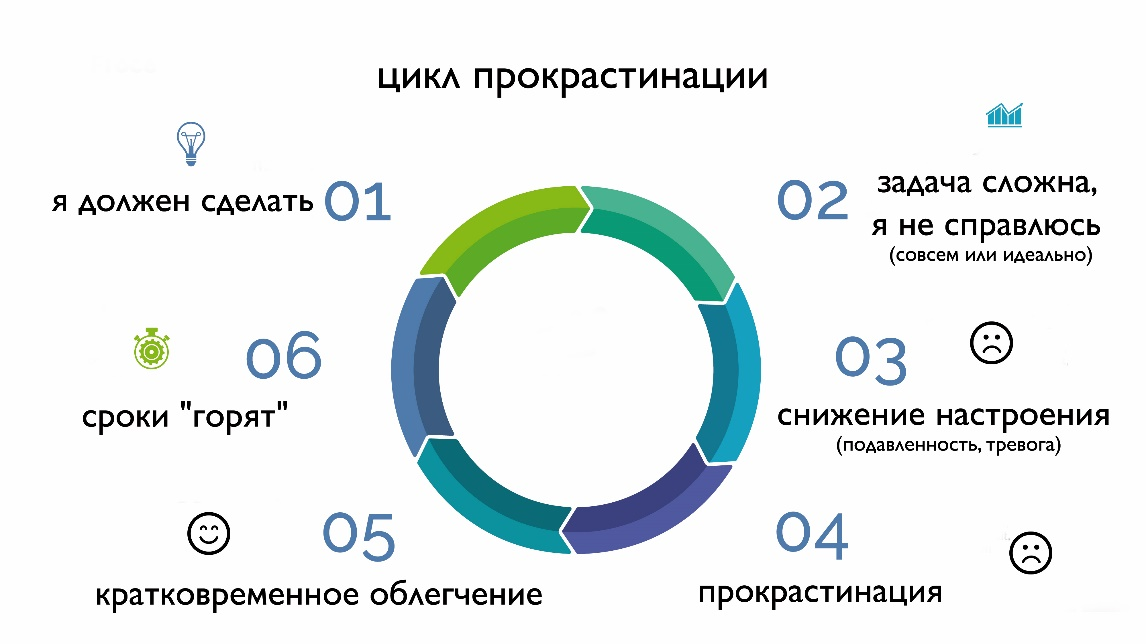 цикл прокрастинации
01
я должен сделать
02
задача сложна,
я не справлюсь
(совсем или идеально)
03
снижение настроения
(подавленность, тревога)
04
прокрастинация
05
кратковременное облегчение
06
сроки "горят"